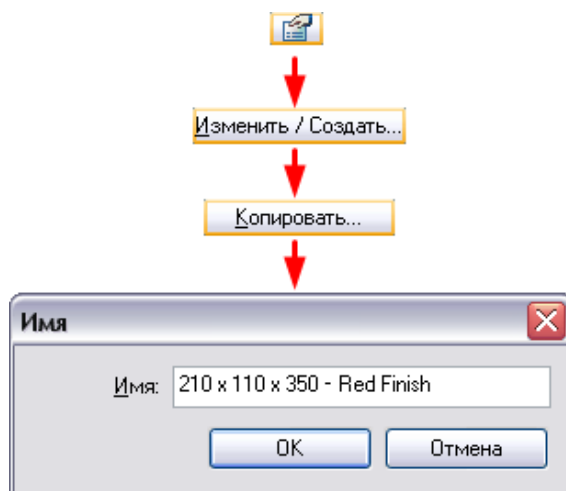 Изменить / Создать...
Копировать...
Имя
Имя: 210 x 110 x 350 - Red Finish
OK Отмена